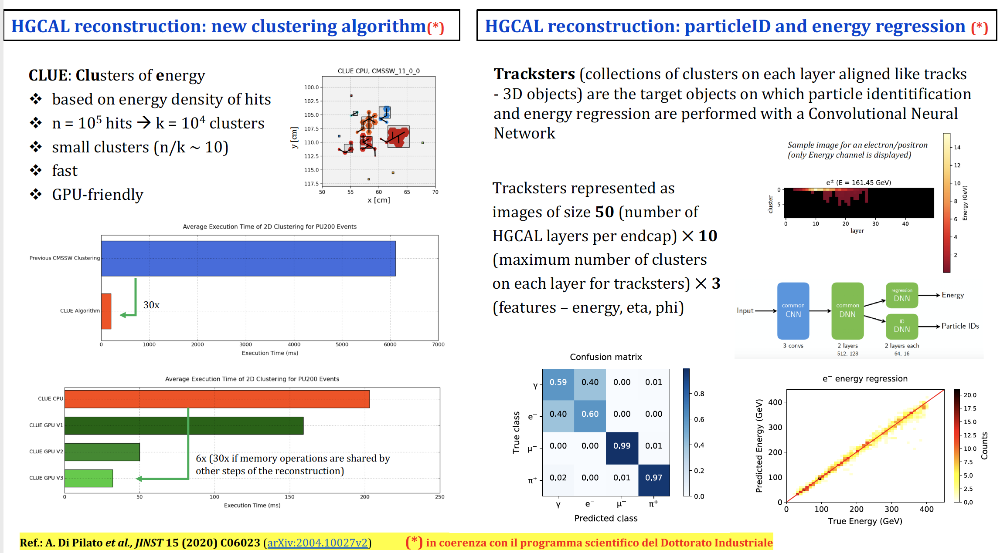 HGCAL reconstruction: new clustering algorithm(*)
CLUE: Clusters of energy
❖ based on energy density of hits
❖ n = 10⁵ hits → k = 10⁴ clusters
❖ small clusters (n/k ~ 10)
❖ fast
❖ GPU-friendly
CLUE CPU, CMSSW_11_0_0
100.0
102.5
105.0
107.5
110.0
112.5
115.0
117.5
y [cm]
50 55 60 65 70
x [cm]
Average Execution Time of 2D Clustering for PU200 Events
Previous CMSSW Clustering
30x
CLUE Algorithm
0 1000 2000 3000 4000 5000 6000 7000
Execution Time (ms)
Average Execution Time of 2D Clustering for PU200 Events
CLUE CPU
CLUE GPU V1
CLUE GPU V2
CLUE GPU V3
6x (30x if memory operations are shared by
other steps of the reconstruction)
0 50 100 150 200 250
Execution Time (ms)
HGCAL reconstruction: particleID and energy regression (*)
Tracksters (collections of clusters on each layer aligned like tracks
- 3D objects) are the target objects on which particle identitification
and energy regression are performed with a Convolutional Neural
Network
Sample image for an electron/positron
(only Energy channel is displayed)
e± (E = 161.45 GeV)
cluster
0
5
0 10 20 30 40
layer
14
12
10
8
6
4
2
Energy (GeV)
Tracksters represented as
images of size 50 (number of
HGCAL layers per endcap) × 10
(maximum number of clusters
on each layer for tracksters) × 3
(features – energy, eta, phi)
Input
common
CNN
3 convs
common
DNN
2 layers
512, 128
regression
DNN
Energy
ID
DNN
Particle IDs
2 layers each
64, 16
Confusion matrix
True class
γ 0.59 0.40 0.00 0.01
e⁻ 0.40 0.60 0.00 0.00
μ⁻ 0.00 0.00 0.99 0.01
π⁺ 0.02 0.00 0.01 0.97
γ e⁻ μ⁻ π⁺
Predicted class
0.8
0.6
0.4
0.2
0.0
e⁻ energy regression
Predicted Energy (GeV)
400
300
200
100
0
0 100 200 300 400
True Energy (GeV)
20.0
17.5
15.0
12.5
10.0
7.5
5.0
2.5
0.0
Counts
Ref.: A. Di Pilato et al., JINST 15 (2020) C06023 (arXiv:2004.10027v2)
(*) in coerenza con il programma scientifico del Dottorato Industriale